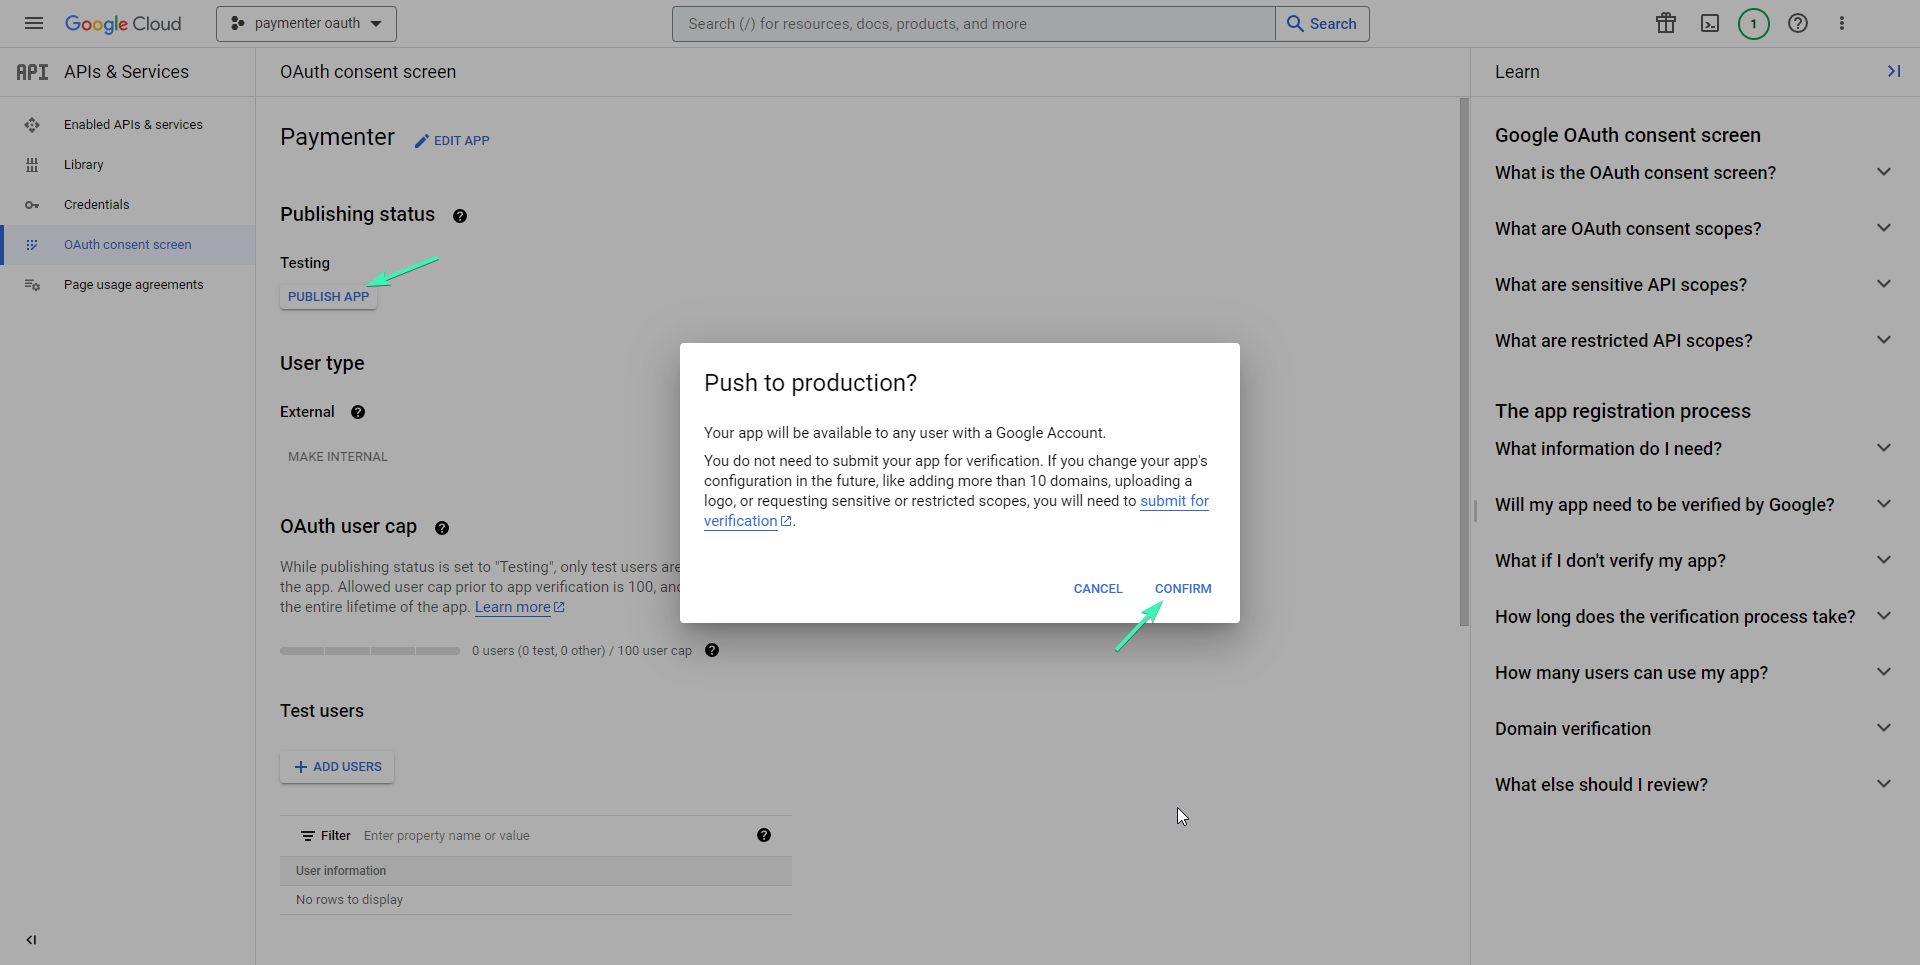 Google Cloud
paymenter oauth
Search (/) for resources, docs, products, and more
Search
1
API
APIs & Services
Enabled APIs & services
Library
Credentials
OAuth consent screen
Page usage agreements
OAuth consent screen
Paymenter
EDIT APP
Publishing status
Testing
PUBLISH APP
User type
External
MAKE INTERNAL
OAuth user cap
While publishing status is set to "Testing", only test users are
the app. Allowed user cap prior to app verification is 100, and
the entire lifetime of the app. Learn more
0 users (0 test, 0 other) / 100 user cap
Test users
ADD USERS
Filter Enter property name or value
User information
No rows to display
Push to production?
Your app will be available to any user with a Google Account.
You do not need to submit your app for verification. If you change your app's
configuration in the future, like adding more than 10 domains, uploading a
logo, or requesting sensitive or restricted scopes, you will need to submit for
verification.
CANCEL
CONFIRM
Learn
Google OAuth consent screen
What is the OAuth consent screen?
What are OAuth consent scopes?
What are sensitive API scopes?
What are restricted API scopes?
The app registration process
What information do I need?
Will my app need to be verified by Google?
What if I don't verify my app?
How long does the verification process take?
How many users can use my app?
Domain verification
What else should I review?